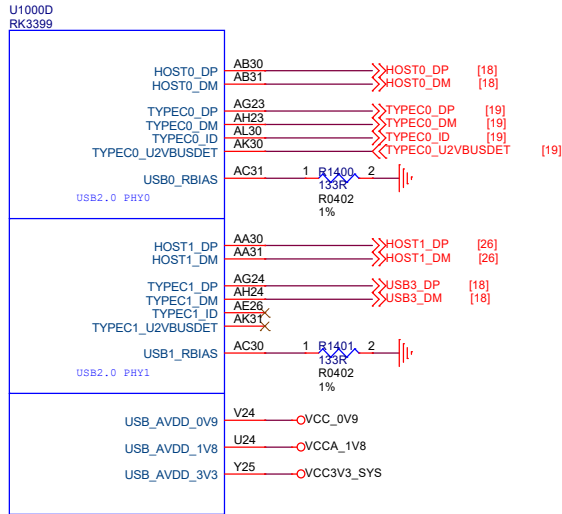 U1000D
RK3399
HOST0_DP AB30 HOST0_DP [18]
HOST0_DM AB31 HOST0_DM [18]
TYPEC0_DP AG23 TYPEC0_DP [19]
TYPEC0_DM AH23 TYPEC0_DM [19]
TYPEC0_ID AL30 TYPEC0_ID [19]
TYPEC0_U2VBUSDET AK30 TYPEC0_U2VBUSDET [19]
USB0_RBIAS AC31 1 R1400 2
133R
USB2.0 PHY0 R0402
1%
HOST1_DP AA30 HOST1_DP [26]
HOST1_DM AA31 HOST1_DM [26]
TYPEC1_DP AG24 USB3_DP [18]
TYPEC1_DM AH24 USB3_DM [18]
TYPEC1_ID AE26
TYPEC1_U2VBUSDET AK31
USB1_RBIAS AC30 1 R1401 2
133R
USB2.0 PHY1 R0402
1%
USB_AVDD_0V9 V24 VCC_0V9
USB_AVDD_1V8 U24 VCCA_1V8
USB_AVDD_3V3 Y25 VCC3V3_SYS